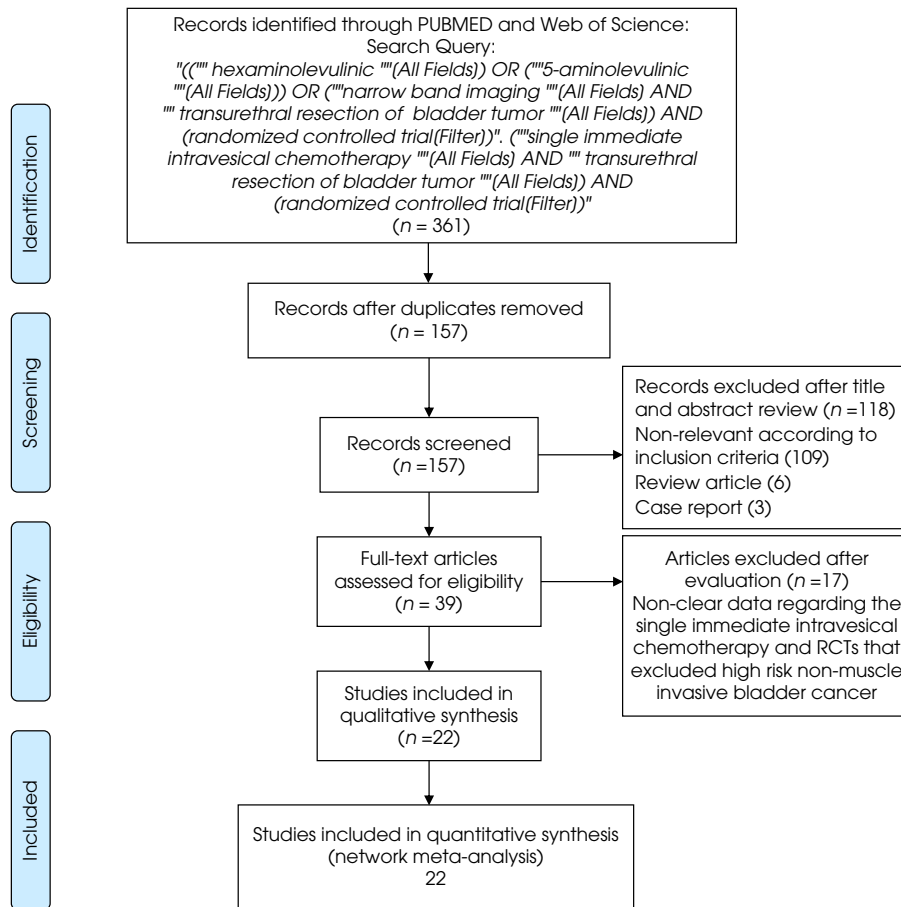 Records identified through PUBMED and Web of Science:
Search Query:
"(("" hexaminolevulinic ""(All Fields)) OR (""5-aminolevulinic
""(All Fields))) OR (""narrow band imaging ""(All Fields) AND
"" transurethral resection of bladder tumor ""(All Fields)) AND
(randomized controlled trial(Filter))". (""single immediate
intravesical chemotherapy ""(All Fields) AND "" transurethral
resection of bladder tumor ""(All Fields)) AND
(randomized controlled trial(Filter))"
(n = 361)
Identification
Records after duplicates removed
(n = 157)
Screening
Records screened
(n =157)
Records excluded after title
and abstract review (n =118)
Non-relevant according to
inclusion criteria (109)
Review article (6)
Case report (3)
Eligibility
Full-text articles
assessed for eligibility
(n = 39)
Articles excluded after
evaluation (n =17)
Non-clear data regarding the
single immediate intravesical
chemotherapy and RCTs that
excluded high risk non-muscle
invasive bladder cancer
Studies included in
qualitative synthesis
(n =22)
Included
Studies included in quantitative synthesis
(network meta-analysis)
22